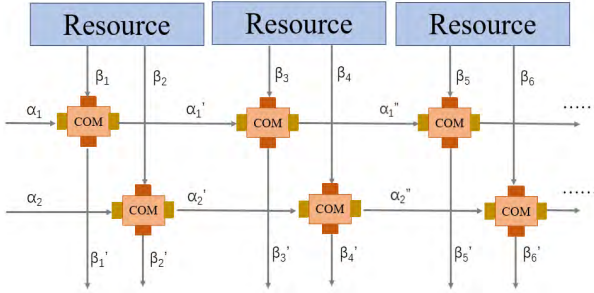 Resource Resource Resource
β1 β2 β3 β4 β5 β6
α1 COM α1' COM α1" COM ·····
α2 COM α2' COM α2" COM ·····
β1' β2' β3' β4' β5' β6'